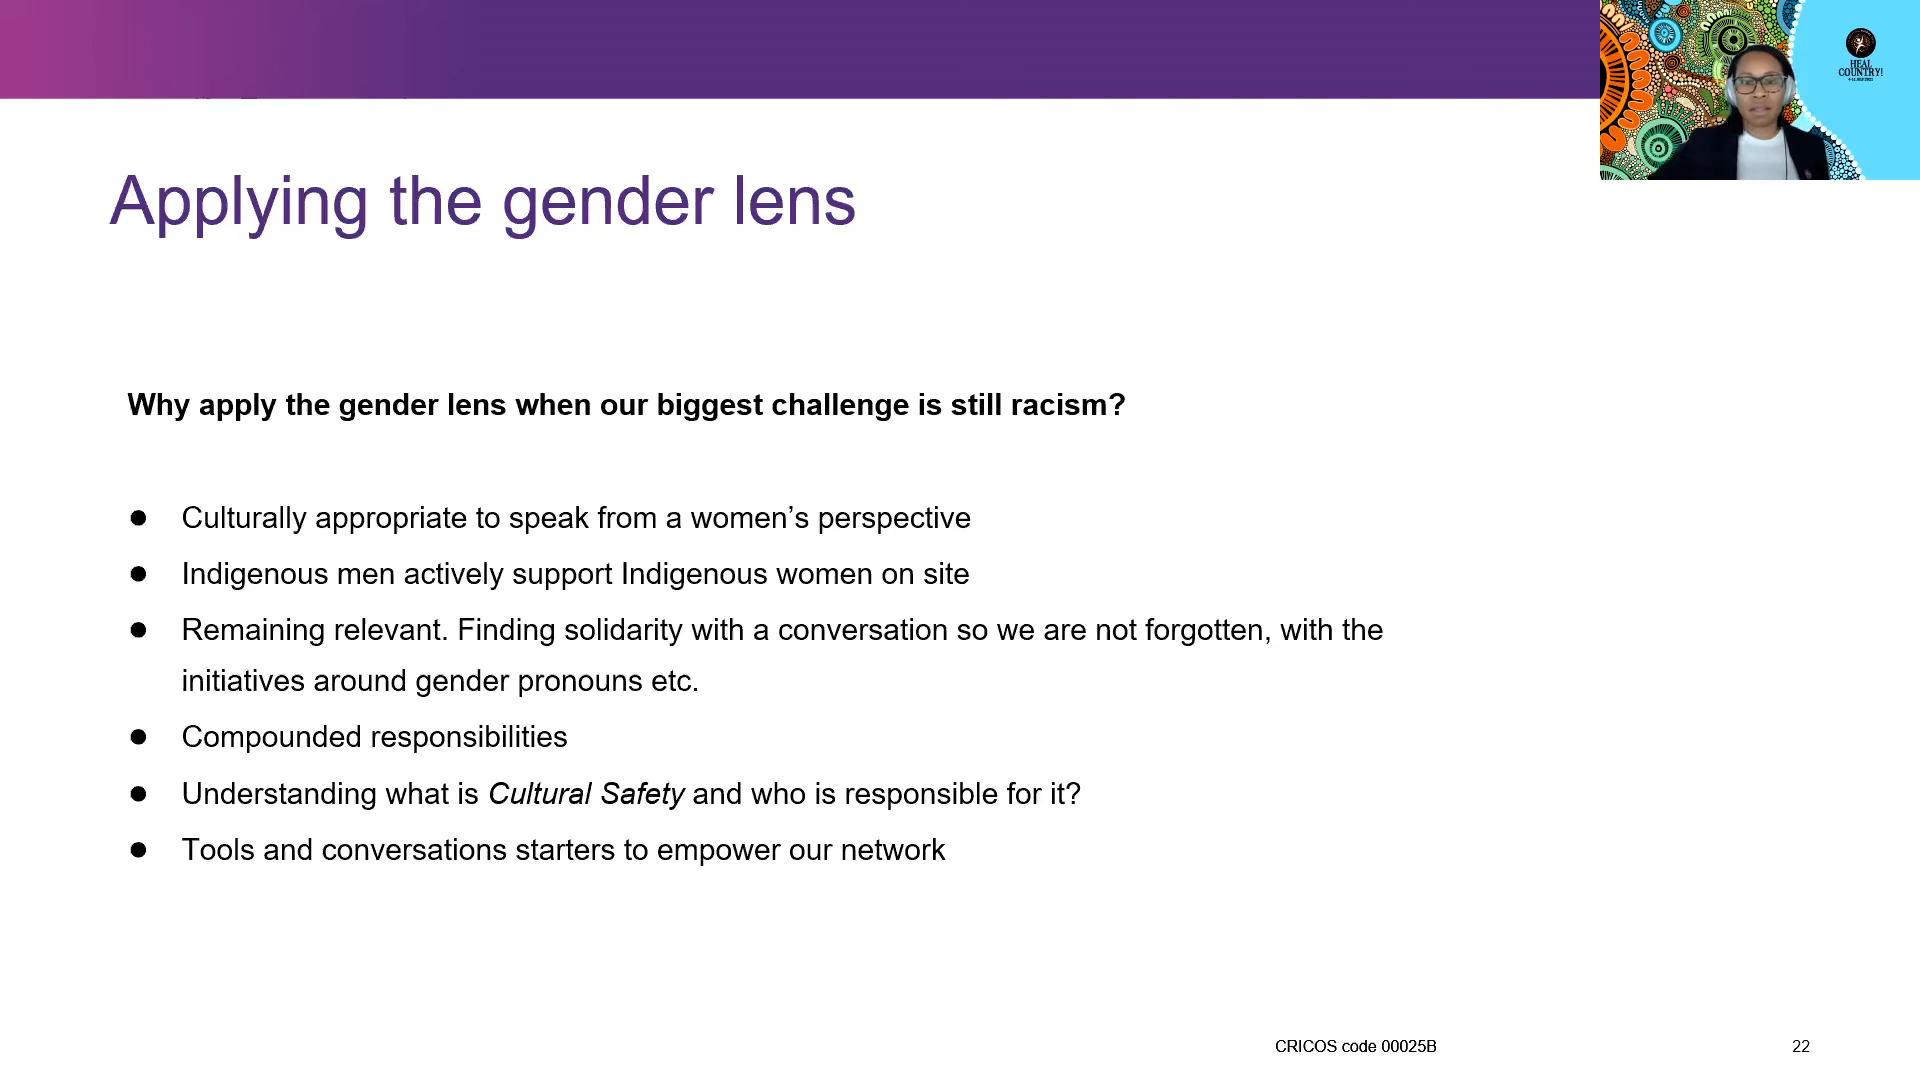 HEAL
COUNTRY!
Applying the gender lens
Why apply the gender lens when our biggest challenge is still racism?
● Culturally appropriate to speak from a women’s perspective
● Indigenous men actively support Indigenous women on site
● Remaining relevant. Finding solidarity with a conversation so we are not forgotten, with the
initiatives around gender pronouns etc.
● Compounded responsibilities
● Understanding what is Cultural Safety and who is responsible for it?
● Tools and conversations starters to empower our network
CRICOS code 00025B
22